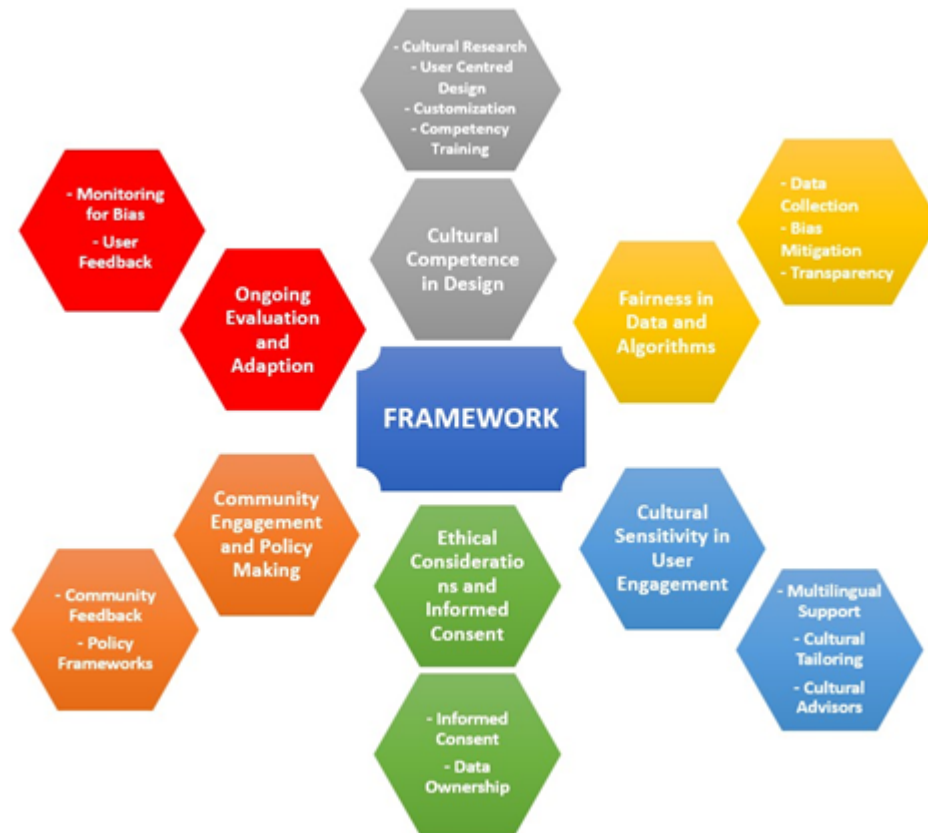 - Cultural Research
- User Centred
Design
- Customization
- Competency
Training
Cultural
Competence
in Design
- Data
Collection
- Bias
Mitigation
- Transparency
Fairness in
Data and
Algorithms
- Monitoring
for Bias
- User
Feedback
Ongoing
Evaluation
and
Adaption
FRAMEWORK
Community
Engagement
and Policy
Making
- Community
Feedback
- Policy
Frameworks
Ethical
Consideratio
ns and
Informed
Consent
- Informed
Consent
- Data
Ownership
Cultural
Sensitivity in
User
Engagement
- Multilingual
Support
- Cultural
Tailoring
- Cultural
Advisors